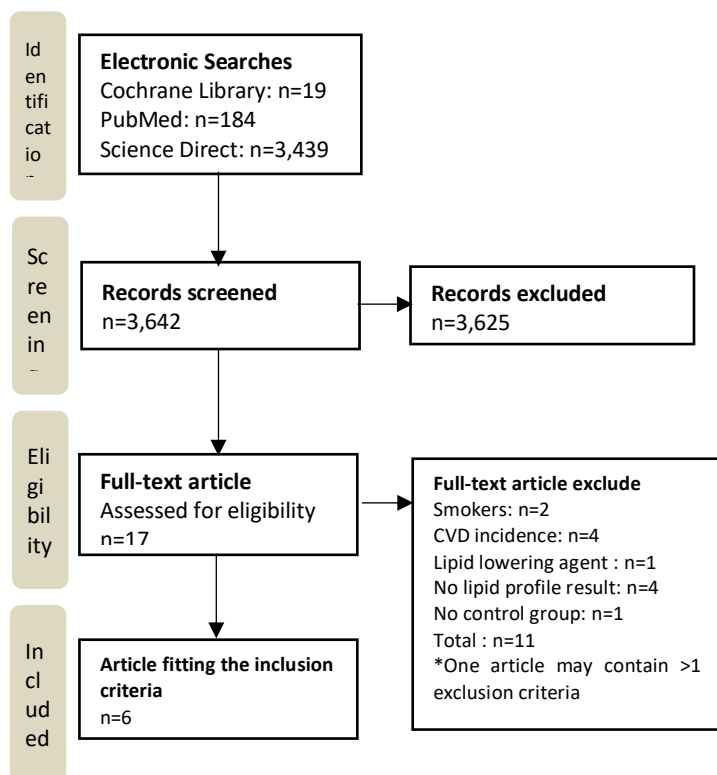 Id
en
tifi
cat
io
Electronic Searches
Cochrane Library: n=19
PubMed: n=184
Science Direct: n=3,439
Sc
re
en
in
Records screened
n=3,642
Records excluded
n=3,625
Eli
gi
bil
ity
Full-text article
Assessed for eligibility
n=17
Full-text article exclude
Smokers: n=2
CVD incidence: n=4
Lipid lowering agent : n=1
No lipid profile result: n=4
No control group: n=1
Total : n=11
*One article may contain >1
exclusion criteria
In
cl
ud
ed
Article fitting the inclusion
criteria
n=6